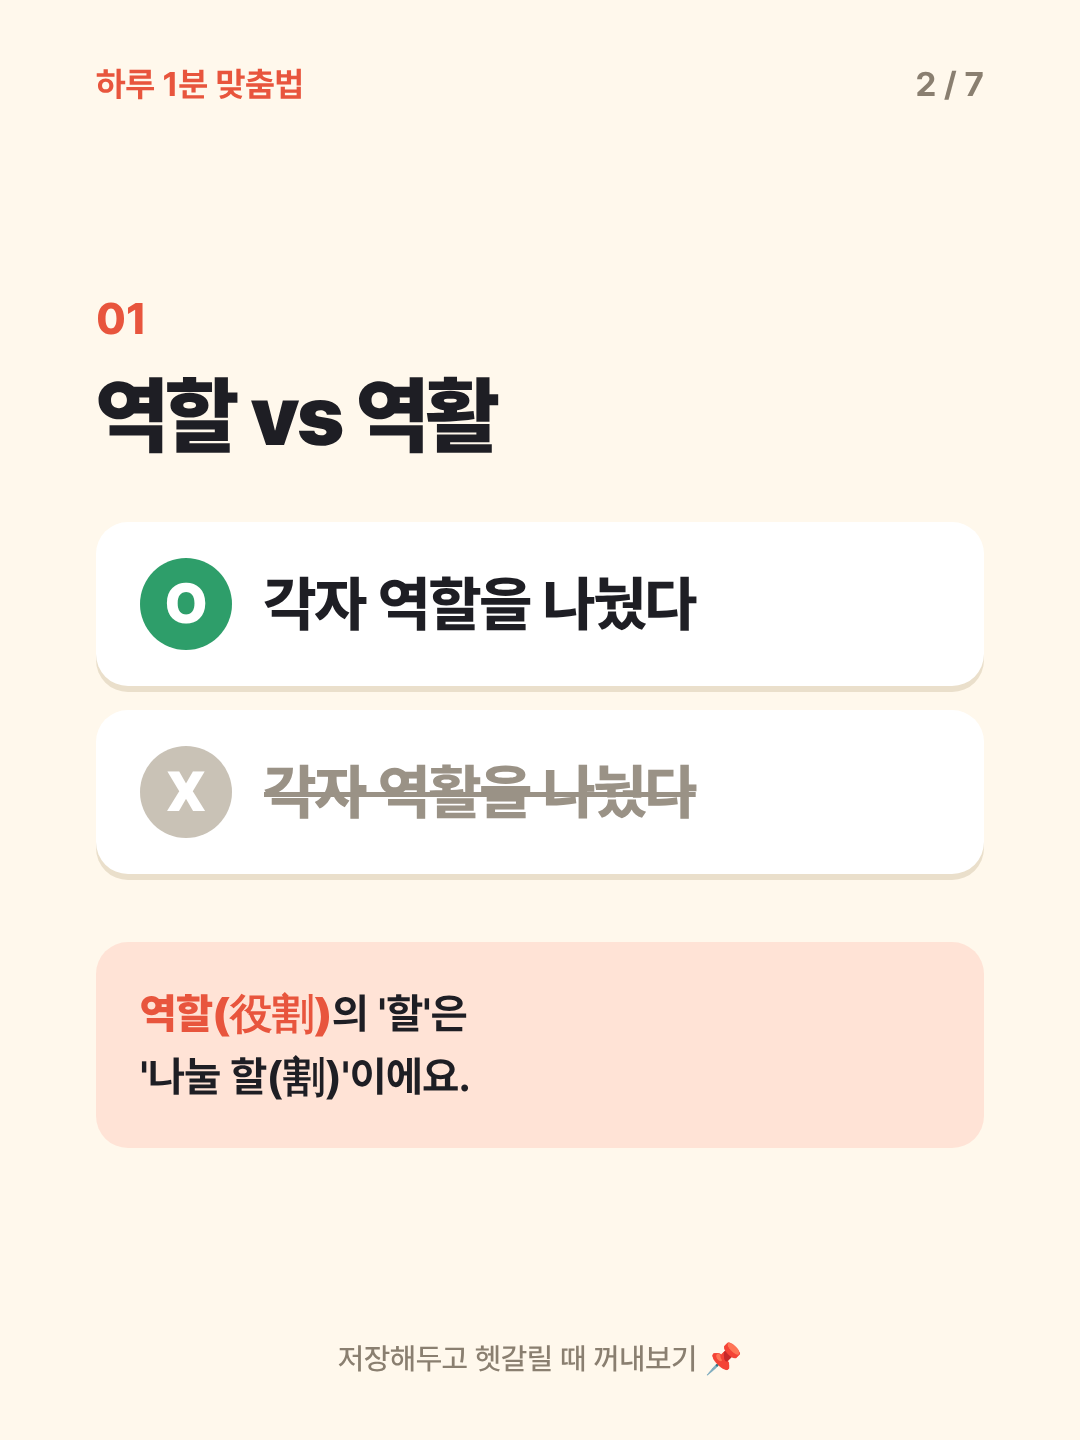 하루 1분 맞춤법
2 / 7
01
역할 vs 역활
O 각자 역할을 나눴다
X 각자 역활을 나눴다
역할(役割)의 '할'은
'나눌 할(割)'이에요.
저장해두고 헷갈릴 때 꺼내보기 📌